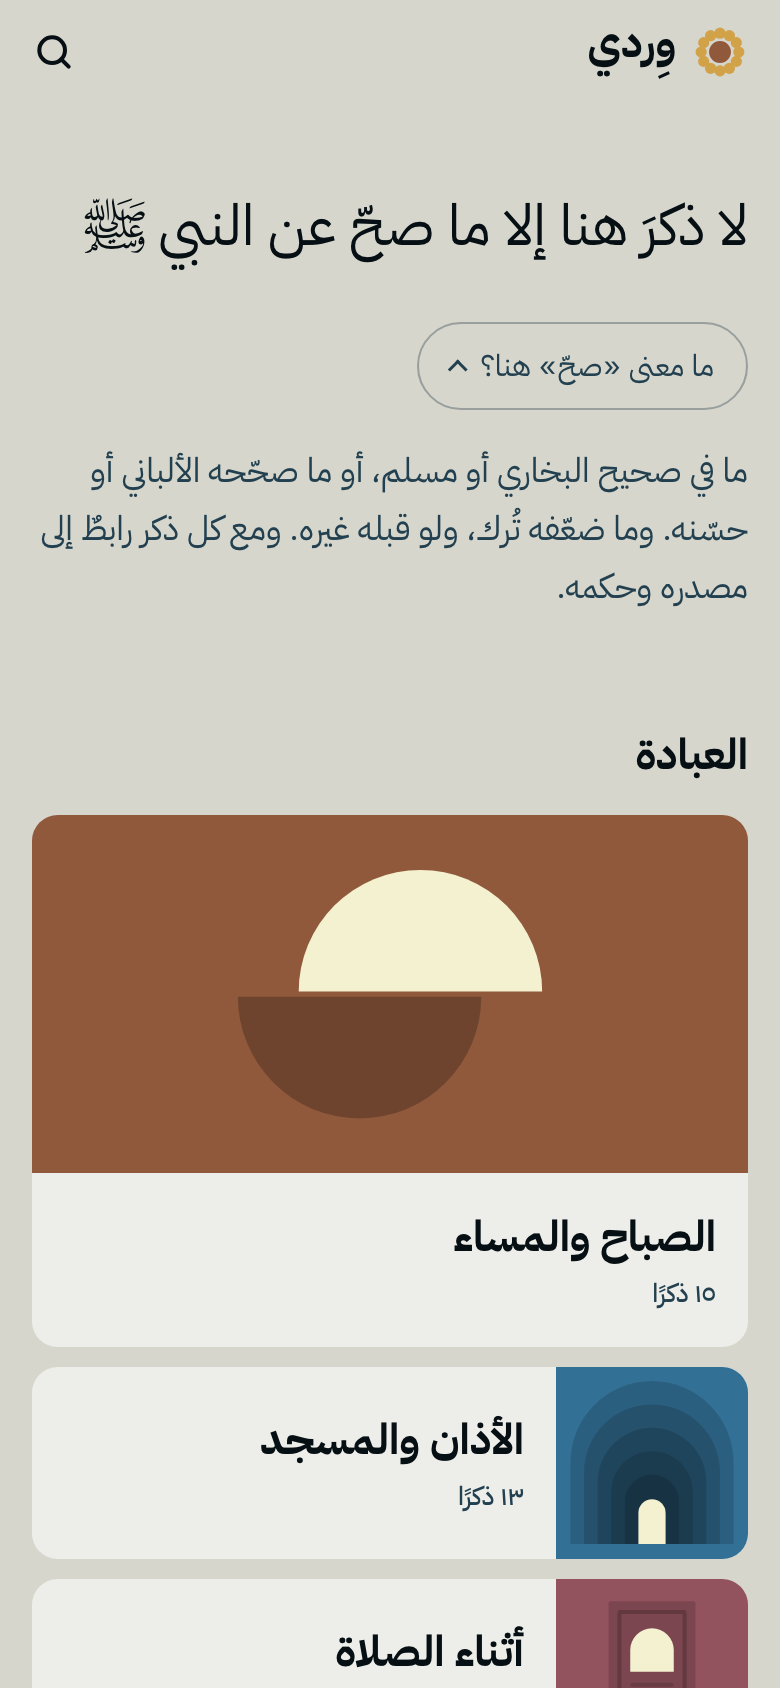 وِردي
لا ذكرَ هنا إلا ما صحّ عن النبي ﷺ
ما معنى «صحّ» هنا؟
ما في صحيح البخاري أو مسلم، أو ما صحّحه الألباني أو
حسّنه. وما ضعّفه تُرك، ولو قبله غيره. ومع كل ذكر رابطٌ إلى
مصدره وحكمه.
العبادة
الصباح والمساء
١٥ ذكرًا
الأذان والمسجد
١٣ ذكرًا
أثناء الصلاة